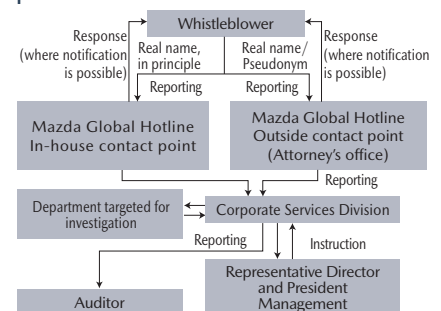 Whistleblower
Response
(where notification
is possible)
Real name,
in principle
Real name/
Pseudonym
Response
(where notification
is possible)
Reporting
Reporting
Mazda Global Hotline
In-house contact point
Mazda Global Hotline
Outside contact point
(Attorney's office)
Reporting
Department targeted for
investigation
Corporate Services Division
Reporting
Instruction
Representative Director
and President
Management
Auditor